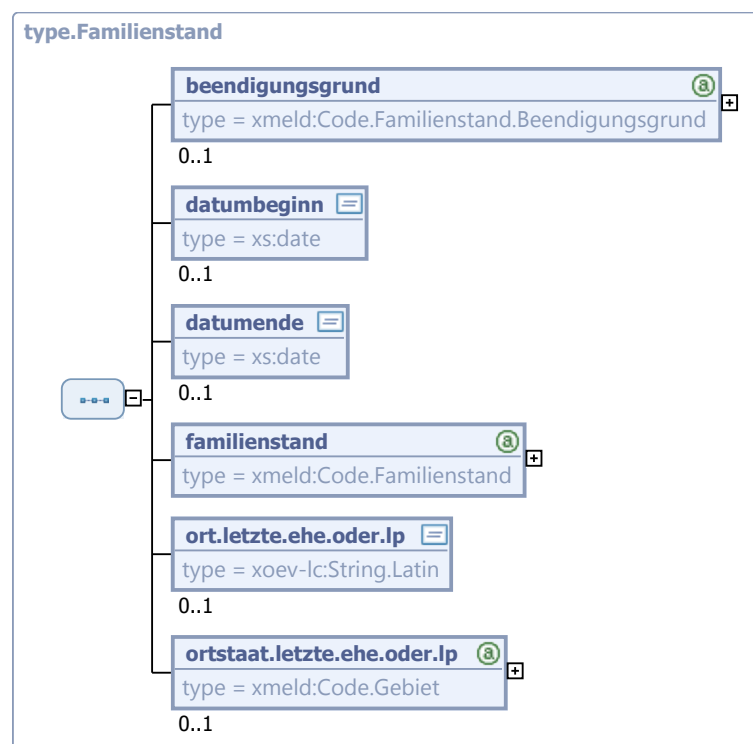 type.Familienstand
beendigungsgrund
type = xmeld:Code.Familienstand.Beendigungsgrund
0..1
datumbeginn
type = xs:date
0..1
datumende
type = xs:date
0..1
familienstand
type = xmeld:Code.Familienstand
ort.letzte.ehe.oder.lp
type = xoev-lc:String.Latin
0..1
ortstaat.letzte.ehe.oder.lp
type = xmeld:Code.Gebiet
0..1